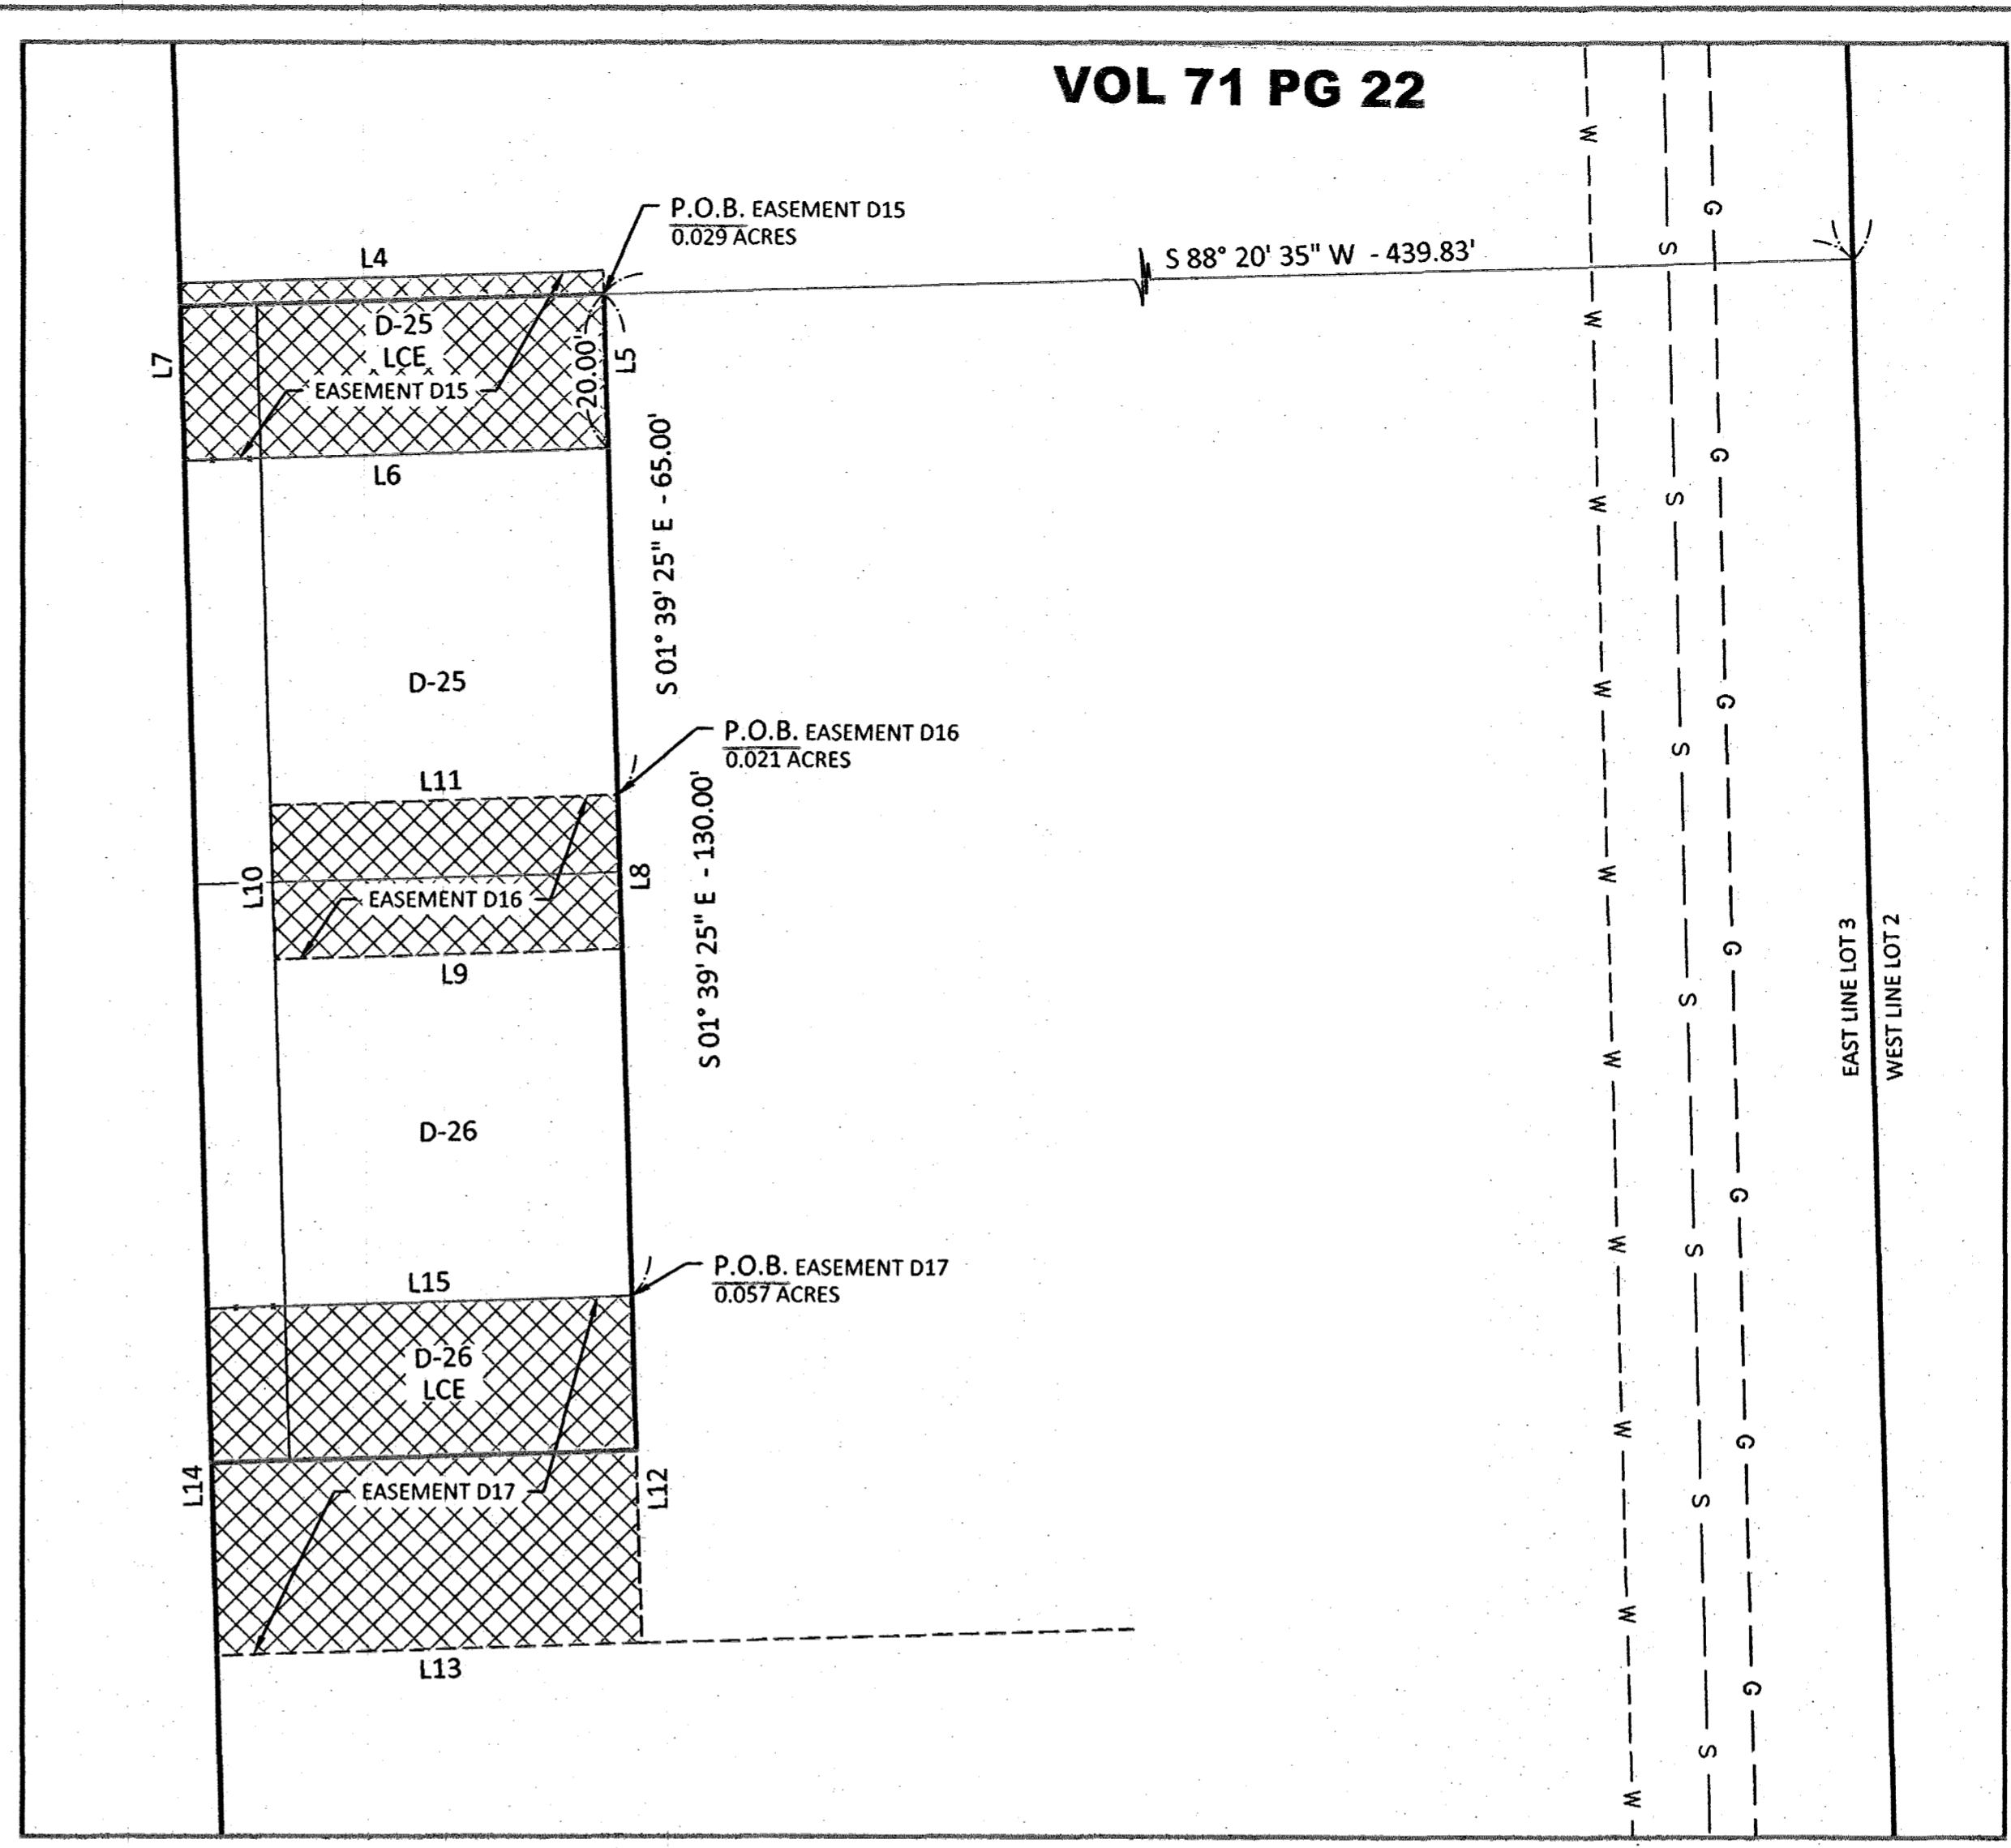 VOL 71 PG 22
P.O.B. EASEMENT D15
0.029 ACRES
S 88° 20' 35" W - 439.83'
L4
D-25
LCE
EASEMENT D15
L7
20.00'
L5
L6
S 01° 39' 25" E - 65.00'
D-25
P.O.B. EASEMENT D16
0.021 ACRES
L11
S 01° 39' 25" E - 130.00'
L10
EASEMENT D16
L8
L9
EAST LINE LOT 3
WEST LINE LOT 2
D-26
P.O.B. EASEMENT D17
0.057 ACRES
L15
D-26
LCE
L14
EASEMENT D17
L12
L13
W
W
W
W
W
W
W
W
W
W
S
S
S
S
S
S
S
G
G
G
G
G
G
G